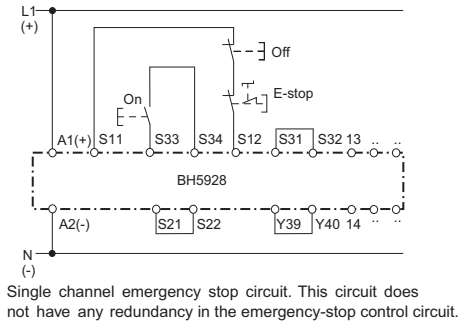 L1
(+)
Off
E-stop
On
A1(+) S11 S33 S34 S12 S31 S32 13 .. ..
BH5928
A2(-) S21 S22 Y39 Y40 14 .. ..
N
(-)
Single channel emergency stop circuit. This circuit does
not have any redundancy in the emergency-stop control circuit.